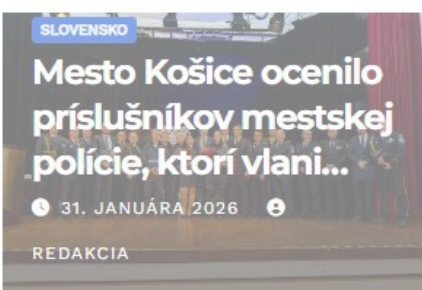 SLOVENSKO
Mesto Košice ocenilo
príslušníkov mestskej
polície, ktorí vlani...
31. JANUÁRA 2026
REDAKCIA